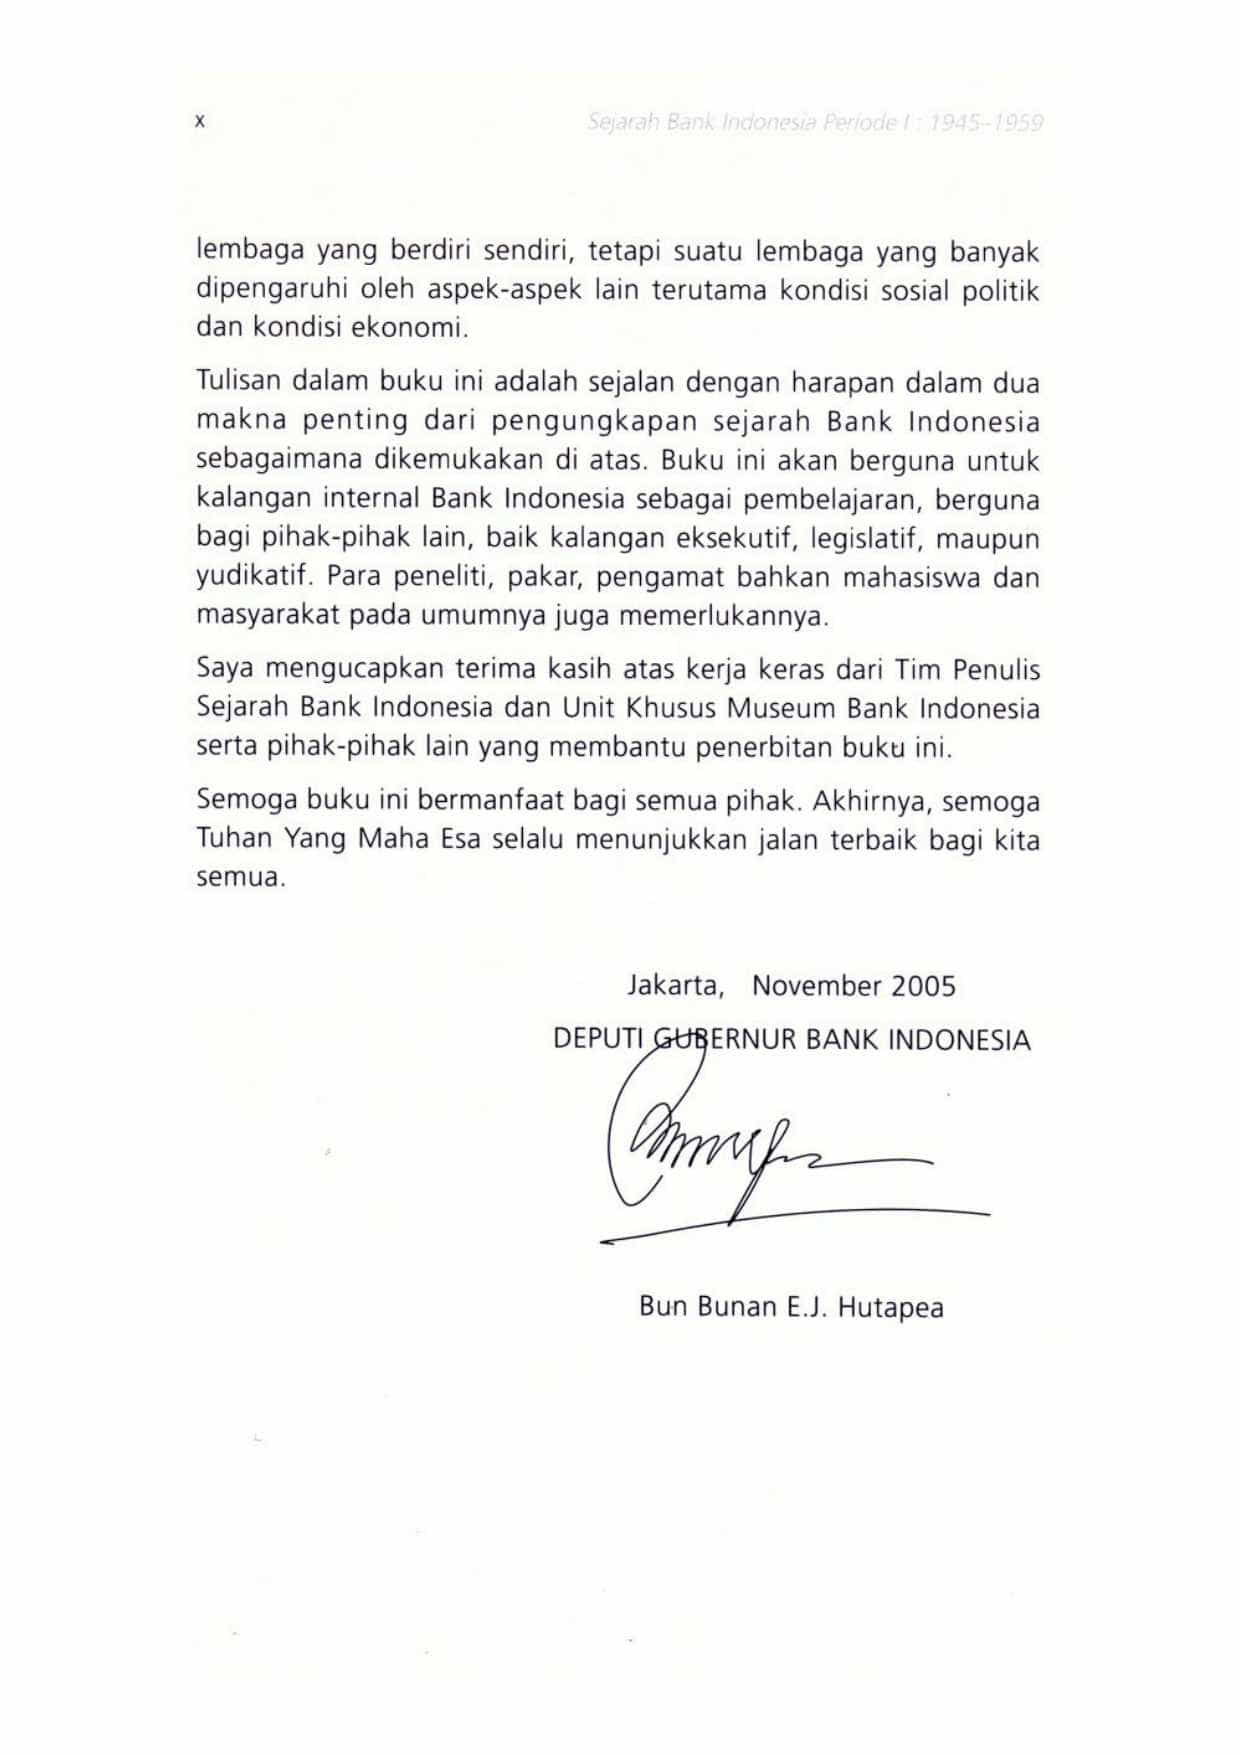 x
Sejarah Bank Indonesia Periode I : 1945–1959
lembaga yang berdiri sendiri, tetapi suatu lembaga yang banyak
dipengaruhi oleh aspek-aspek lain terutama kondisi sosial politik
dan kondisi ekonomi.
Tulisan dalam buku ini adalah sejalan dengan harapan dalam dua
makna penting dari pengungkapan sejarah Bank Indonesia
sebagaimana dikemukakan di atas. Buku ini akan berguna untuk
kalangan internal Bank Indonesia sebagai pembelajaran, berguna
bagi pihak-pihak lain, baik kalangan eksekutif, legislatif, maupun
yudikatif. Para peneliti, pakar, pengamat bahkan mahasiswa dan
masyarakat pada umumnya juga memerlukannya.
Saya mengucapkan terima kasih atas kerja keras dari Tim Penulis
Sejarah Bank Indonesia dan Unit Khusus Museum Bank Indonesia
serta pihak-pihak lain yang membantu penerbitan buku ini.
Semoga buku ini bermanfaat bagi semua pihak. Akhirnya, semoga
Tuhan Yang Maha Esa selalu menunjukkan jalan terbaik bagi kita
semua.
Jakarta, November 2005
DEPUTI GUBERNUR BANK INDONESIA
Bun Bunan E.J. Hutapea